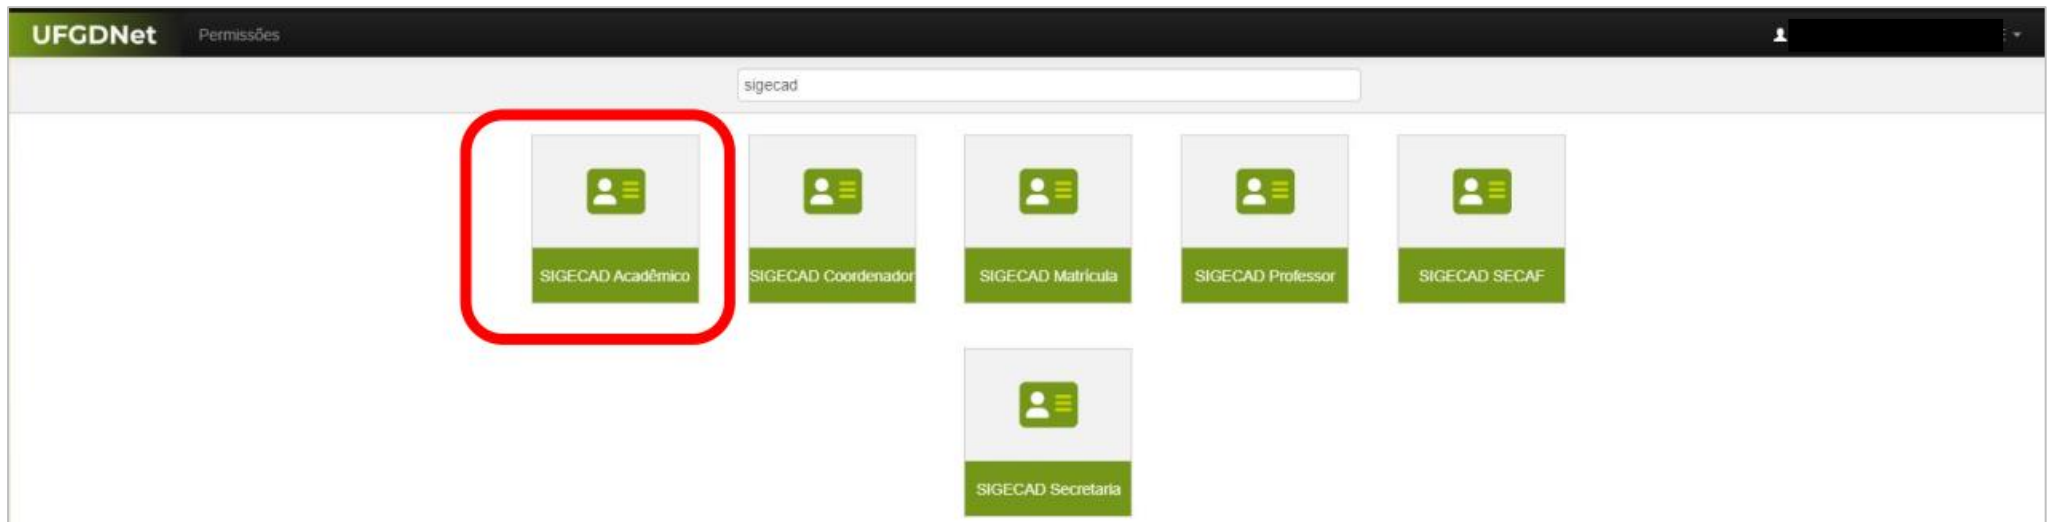 UFGDNet Permissões
sigecad
SIGECAD Acadêmico SIGECAD Coordenador SIGECAD Matrícula SIGECAD Professor SIGECAD SECAF
SIGECAD Secretaria